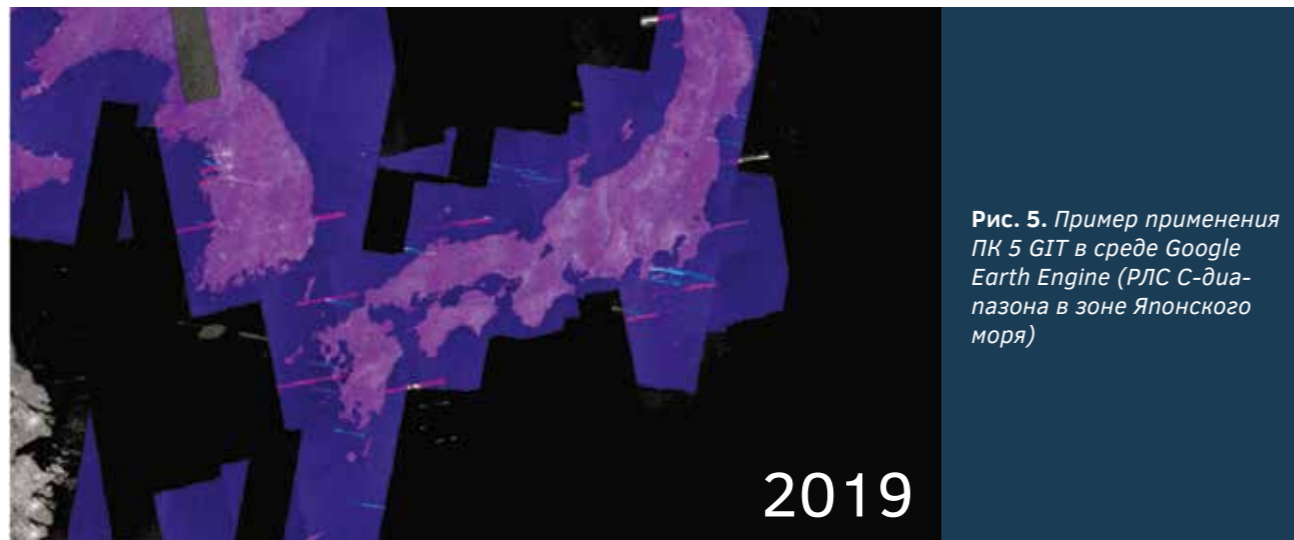 2019
Рис. 5. Пример применения
ПК 5 GIT в среде Google
Earth Engine (РЛС С-диа-
пазона в зоне Японского
моря)